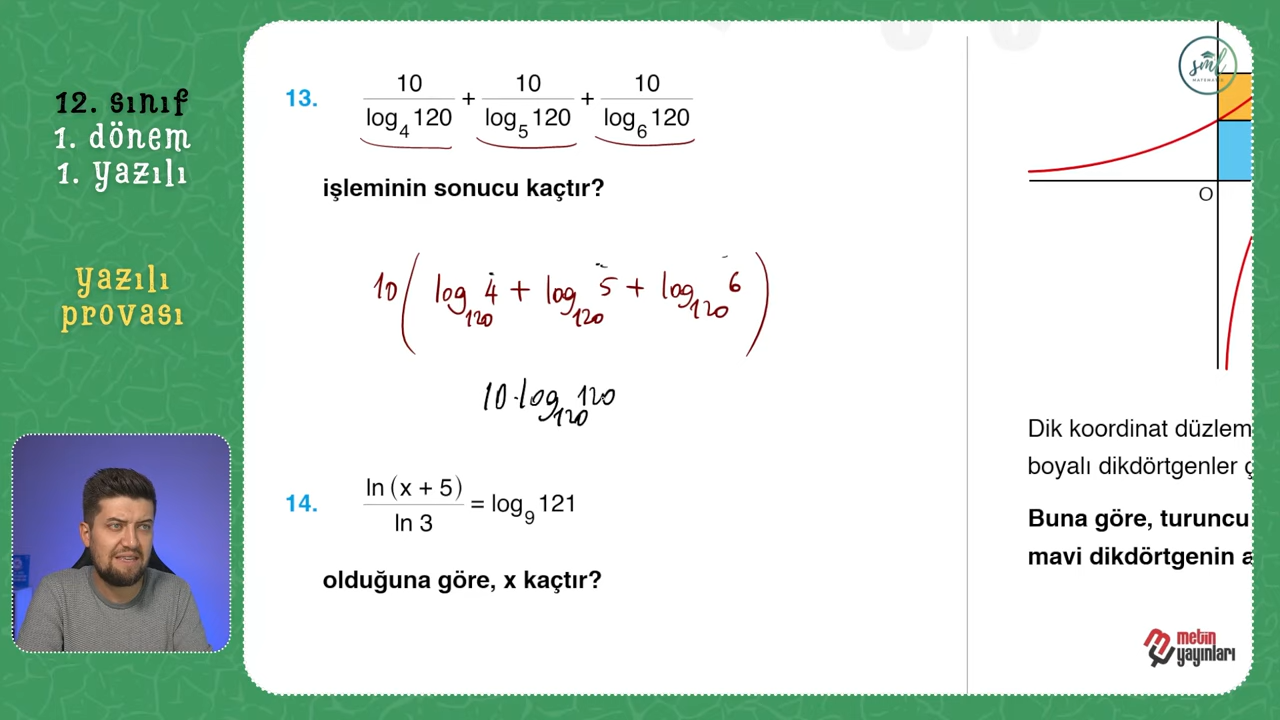 12. sınıf
1. dönem
1. yazılı
yazılı
provası
13. 10/log₄120 + 10/log₅120 + 10/log₆120
işleminin sonucu kaçtır?
10(log₁₂₀4 + log₁₂₀5 + log₁₂₀6)
10·log₁₂₀120
14. ln(x + 5)/ln 3 = log₉121
olduğuna göre, x kaçtır?
sml
MATEMATİK
O
Dik koordinat düzlem
boyalı dikdörtgenler ç
Buna göre, turuncu
mavi dikdörtgenin a
metin
yayınları